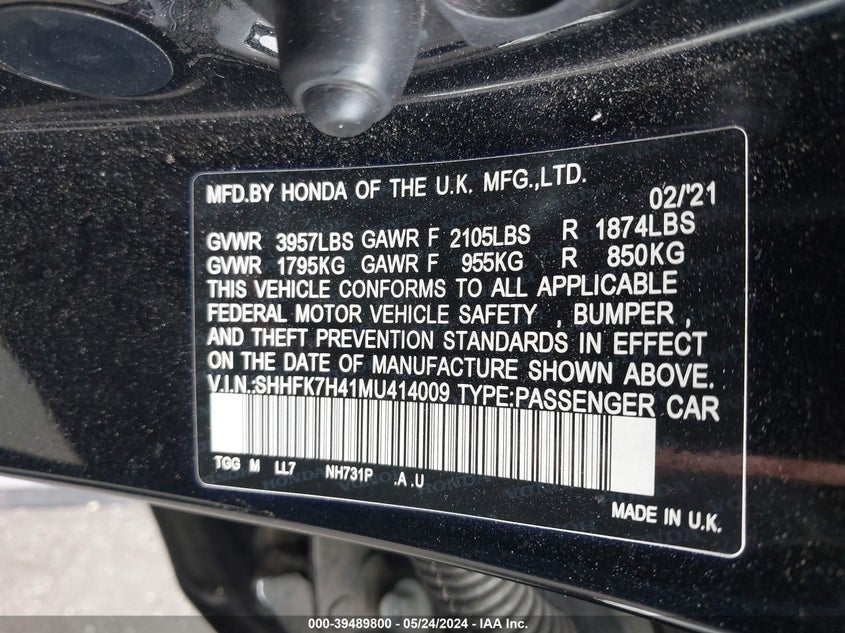 MFD.BY HONDA OF THE U.K. MFG.,LTD.
02/'21
GVWR 3957LBS GAWR F 2105LBS R 1874LBS
GVWR 1795KG GAWR F 955KG R 850KG
THIS VEHICLE CONFORMS TO ALL APPLICABLE
FEDERAL MOTOR VEHICLE SAFETY , BUMPER ,
AND THEFT PREVENTION STANDARDS IN EFFECT
ON THE DATE OF MANUFACTURE SHOWN ABOVE.
V.I.N.:SHHFK7H41MU414009 TYPE:PASSENGER CAR
TGG M LL7 NH731P .A .U
MADE IN U.K.
000-39489800 - 05/24/2024 - IAA Inc.